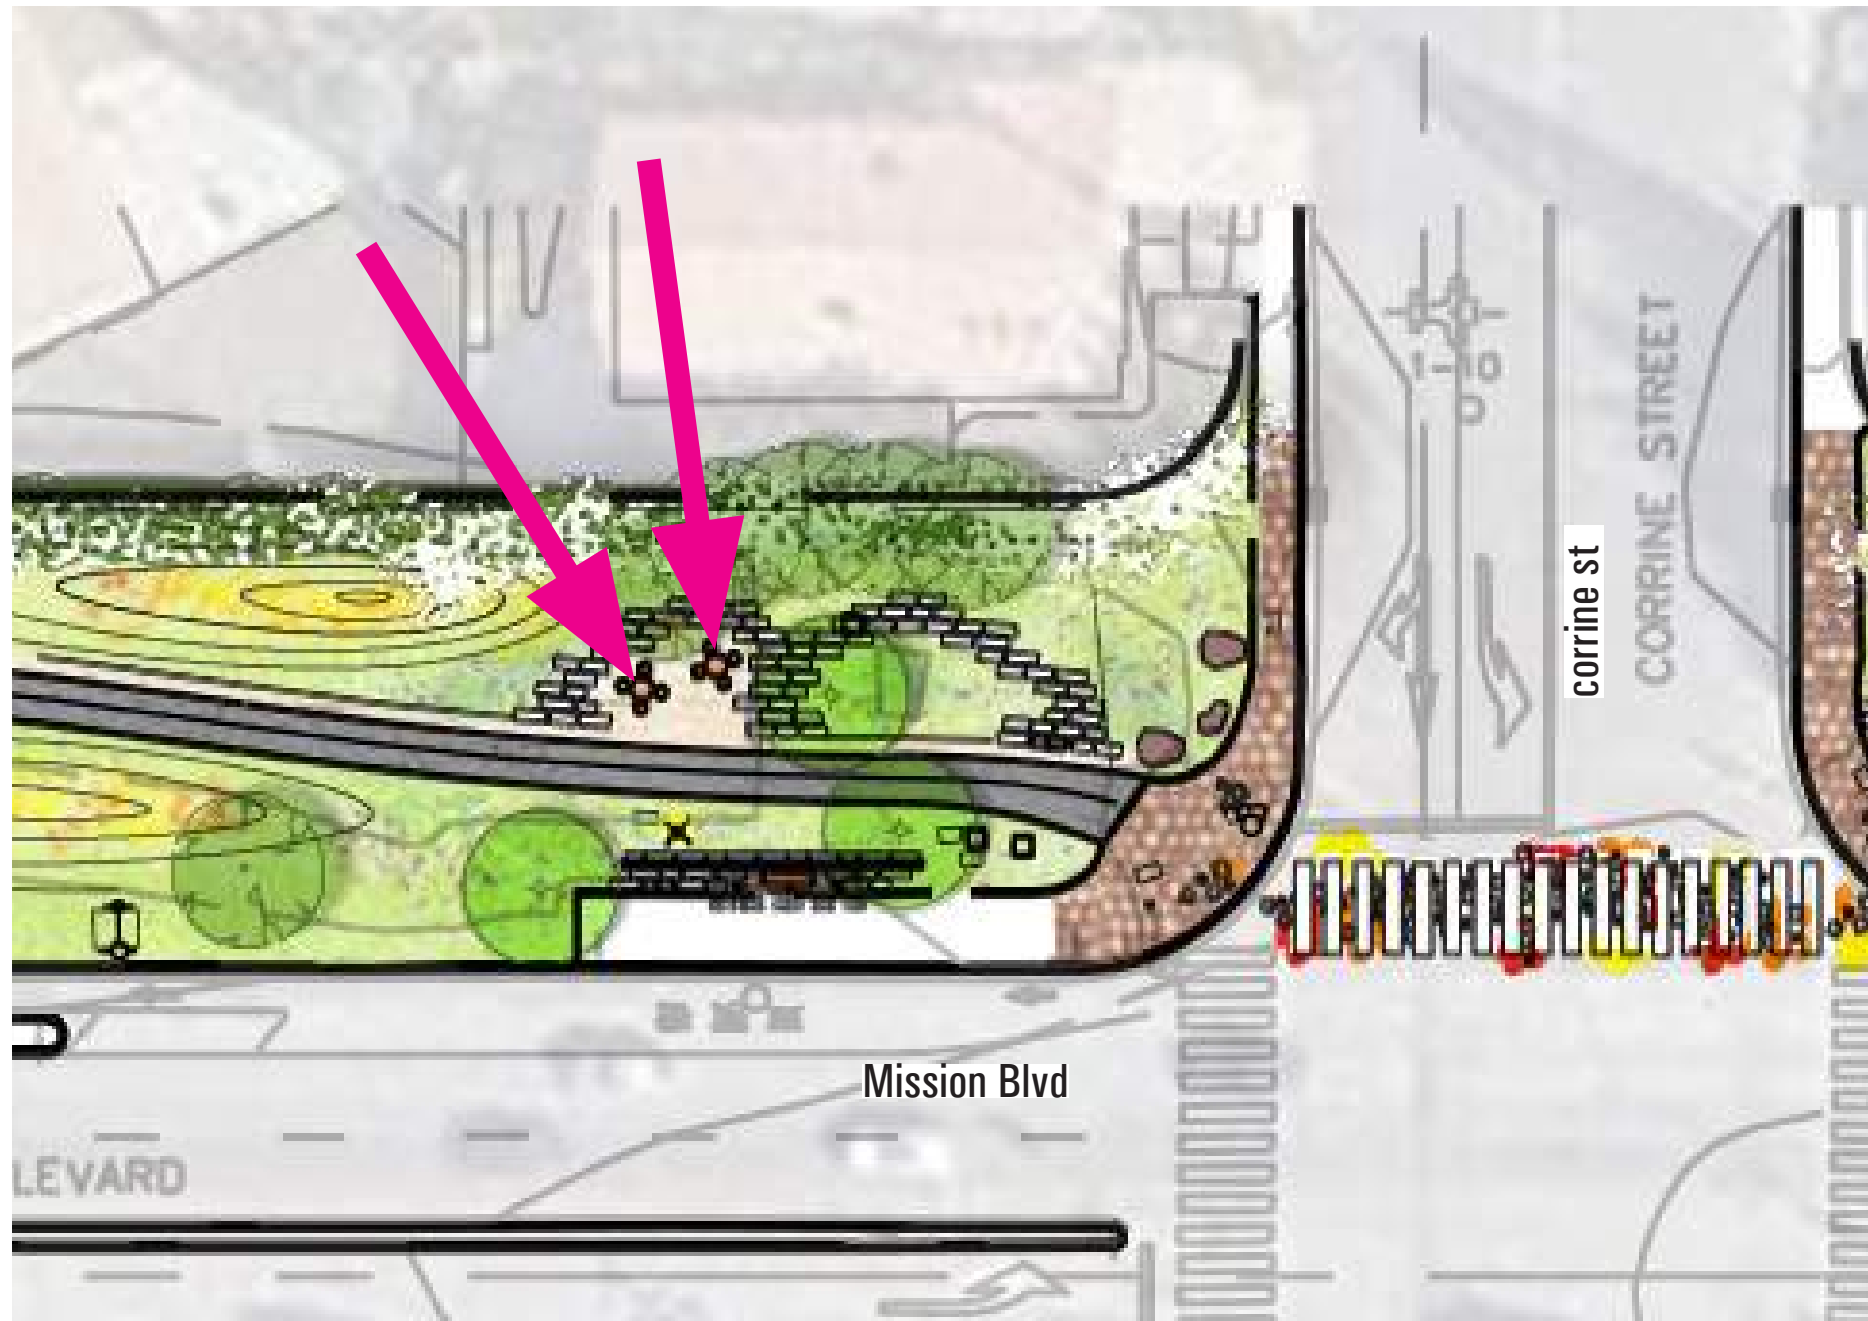 1-10
CORRINE STREET
corrine st
Mission Blvd
LEVARD